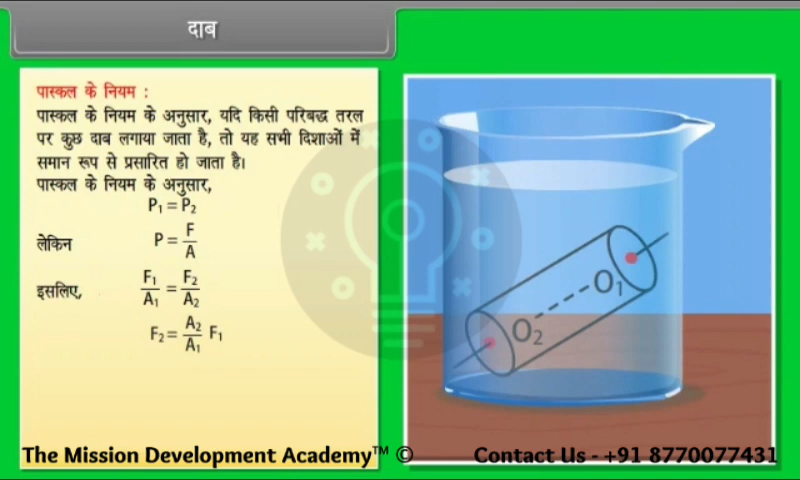 दाब
पास्कल के नियम :
पास्कल के नियम के अनुसार, यदि किसी परिबद्ध तरल
पर कुछ दाब लगाया जाता है, तो यह सभी दिशाओं में
समान रूप से प्रसारित हो जाता है।
पास्कल के नियम के अनुसार,
P₁ = P₂
लेकिन P = F/A
इसलिए, F₁/A₁ = F₂/A₂
F₂ = A₂/A₁ F₁
O₁
O₂
The Mission Development Academy™ © Contact Us - +91 8770077431